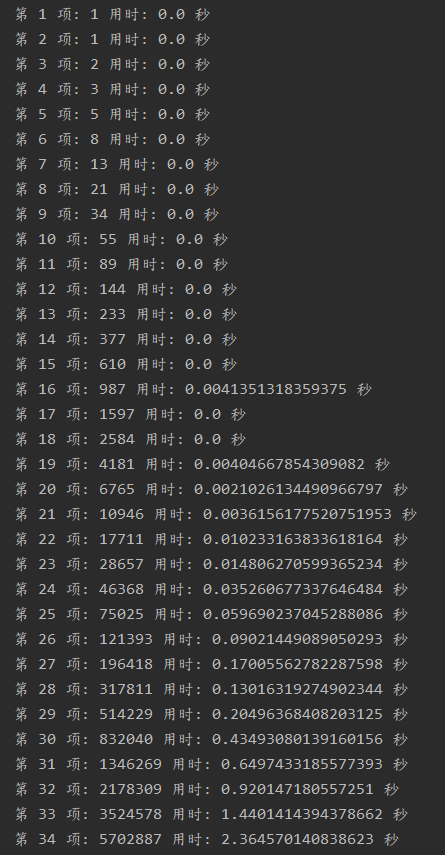 第 1 项: 1 用时: 0.0 秒
第 2 项: 1 用时: 0.0 秒
第 3 项: 2 用时: 0.0 秒
第 4 项: 3 用时: 0.0 秒
第 5 项: 5 用时: 0.0 秒
第 6 项: 8 用时: 0.0 秒
第 7 项: 13 用时: 0.0 秒
第 8 项: 21 用时: 0.0 秒
第 9 项: 34 用时: 0.0 秒
第 10 项: 55 用时: 0.0 秒
第 11 项: 89 用时: 0.0 秒
第 12 项: 144 用时: 0.0 秒
第 13 项: 233 用时: 0.0 秒
第 14 项: 377 用时: 0.0 秒
第 15 项: 610 用时: 0.0 秒
第 16 项: 987 用时: 0.0041351318359375 秒
第 17 项: 1597 用时: 0.0 秒
第 18 项: 2584 用时: 0.0 秒
第 19 项: 4181 用时: 0.00404667854309082 秒
第 20 项: 6765 用时: 0.0021026134490966797 秒
第 21 项: 10946 用时: 0.0036156177520751953 秒
第 22 项: 17711 用时: 0.010233163833618164 秒
第 23 项: 28657 用时: 0.014806270599365234 秒
第 24 项: 46368 用时: 0.035260677337646484 秒
第 25 项: 75025 用时: 0.059690237045288086 秒
第 26 项: 121393 用时: 0.09021449089050293 秒
第 27 项: 196418 用时: 0.17005562782287598 秒
第 28 项: 317811 用时: 0.13016319274902344 秒
第 29 项: 514229 用时: 0.20496368408203125 秒
第 30 项: 832040 用时: 0.43493080139160156 秒
第 31 项: 1346269 用时: 0.6497433185577393 秒
第 32 项: 2178309 用时: 0.920147180557251 秒
第 33 项: 3524578 用时: 1.4401414394378662 秒
第 34 项: 5702887 用时: 2.364570140838623 秒